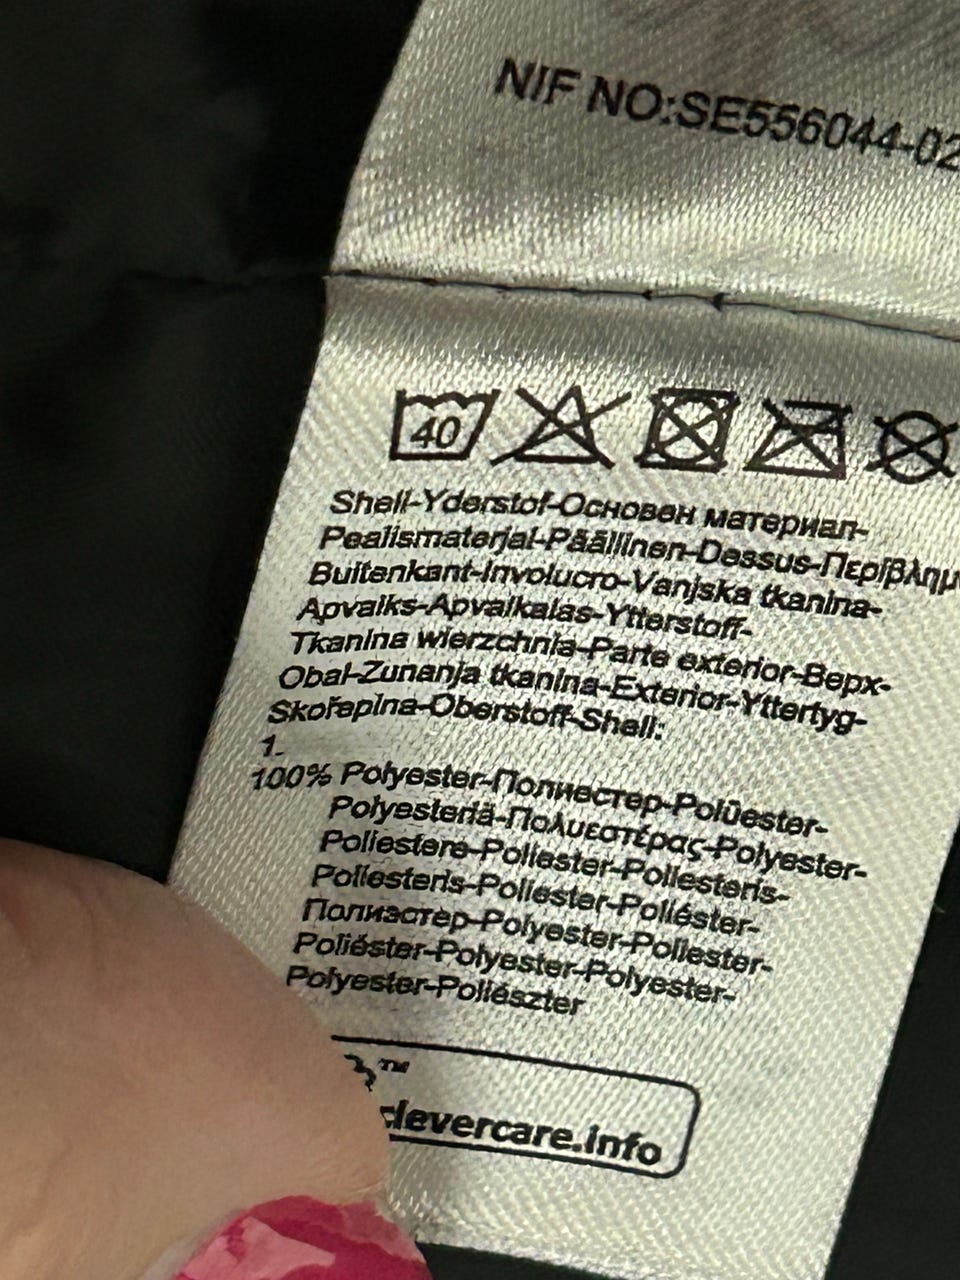 NIF NO:SE556044-02
40
Shell-Yderstof-Основен материал-
Pealismaterjal-Päällinen-Dessus-Περίβλημ
Buitenkant-Involucro-Vanjska tkanina-
Apvalks-Apvalkalas-Ytterstoff-
Tkanina wierzchnia-Parte exterior-Верх-
Obal-Zunanja tkanina-Exterior-Yttertyg-
Skořepina-Oberstoff-Shell:
1.
100% Polyester-Полиестер-Polüester-
Polyesteriä-Πολυεστέρας-Polyester-
Poliestere-Poliester-Poliesteris-
Poliesteris-Poliester-Poliéster-
Полиэстер-Polyester-Poliester-
Poliéster-Polyester-Polyester-
Polyester-Poliészter
™
clevercare.info